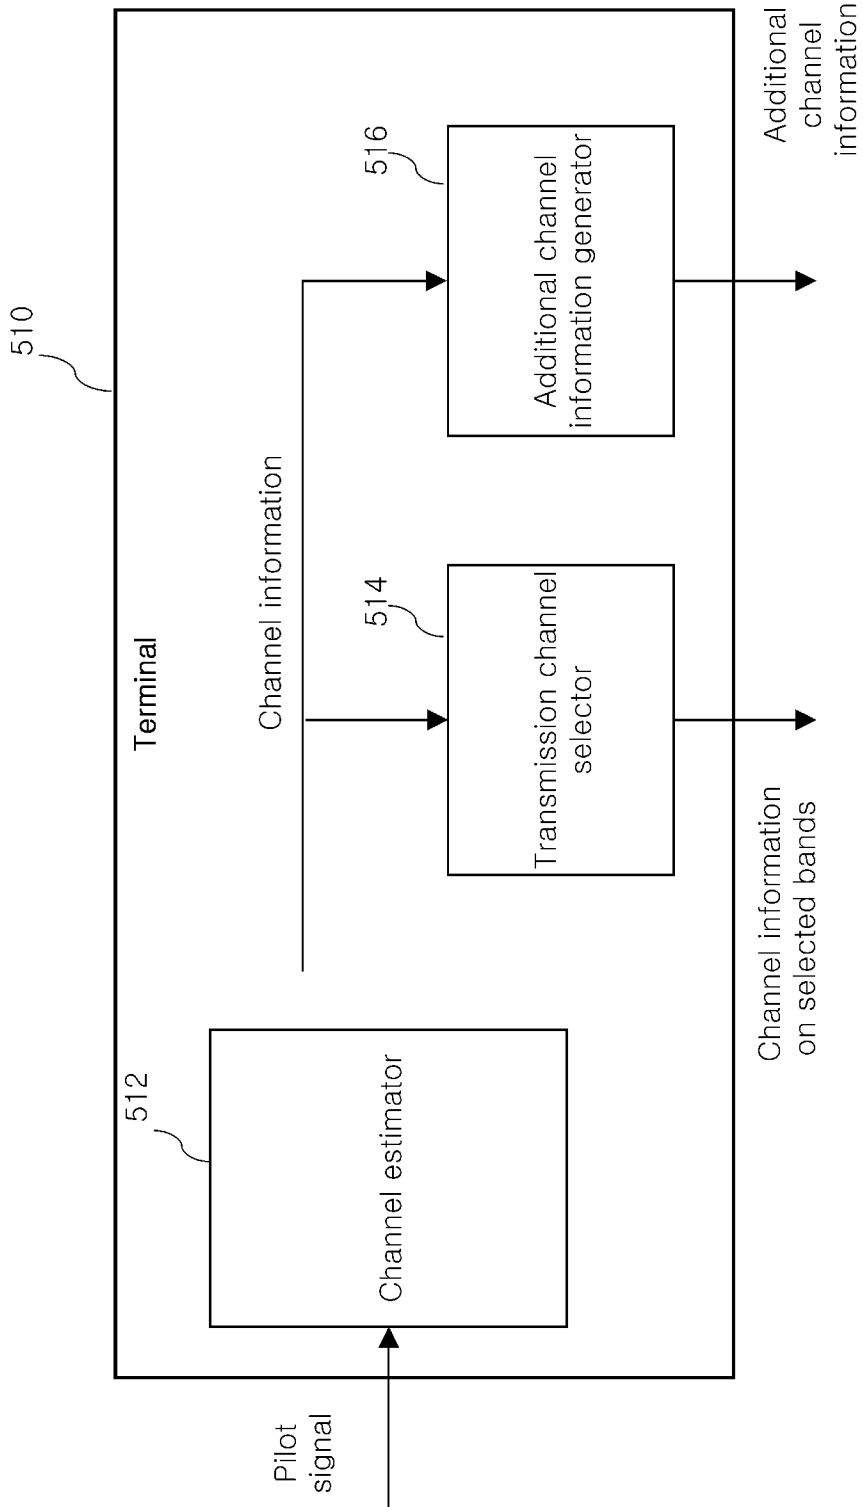 510
Terminal
Pilot
signal
512
Channel estimator
Channel information
514
Transmission channel
selector
516
Additional channel
information generator
Channel information
on selected bands
Additional
channel
information